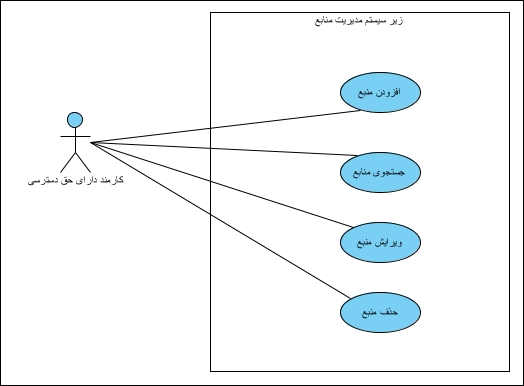 زیر سیستم مدیریت منابع
افزودن منبع
جستجوی منابع
کارمند دارای حق دسترسی
ویرایش منبع
حذف منبع